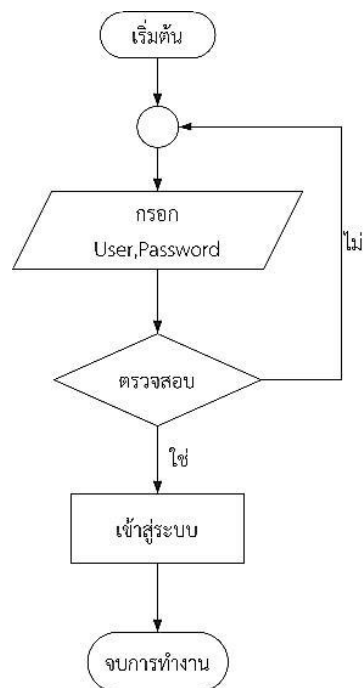 เริ่มต้น
กรอก
User,Password
ไม่
ตรวจสอบ
ใช่
เข้าสู่ระบบ
จบการทำงาน